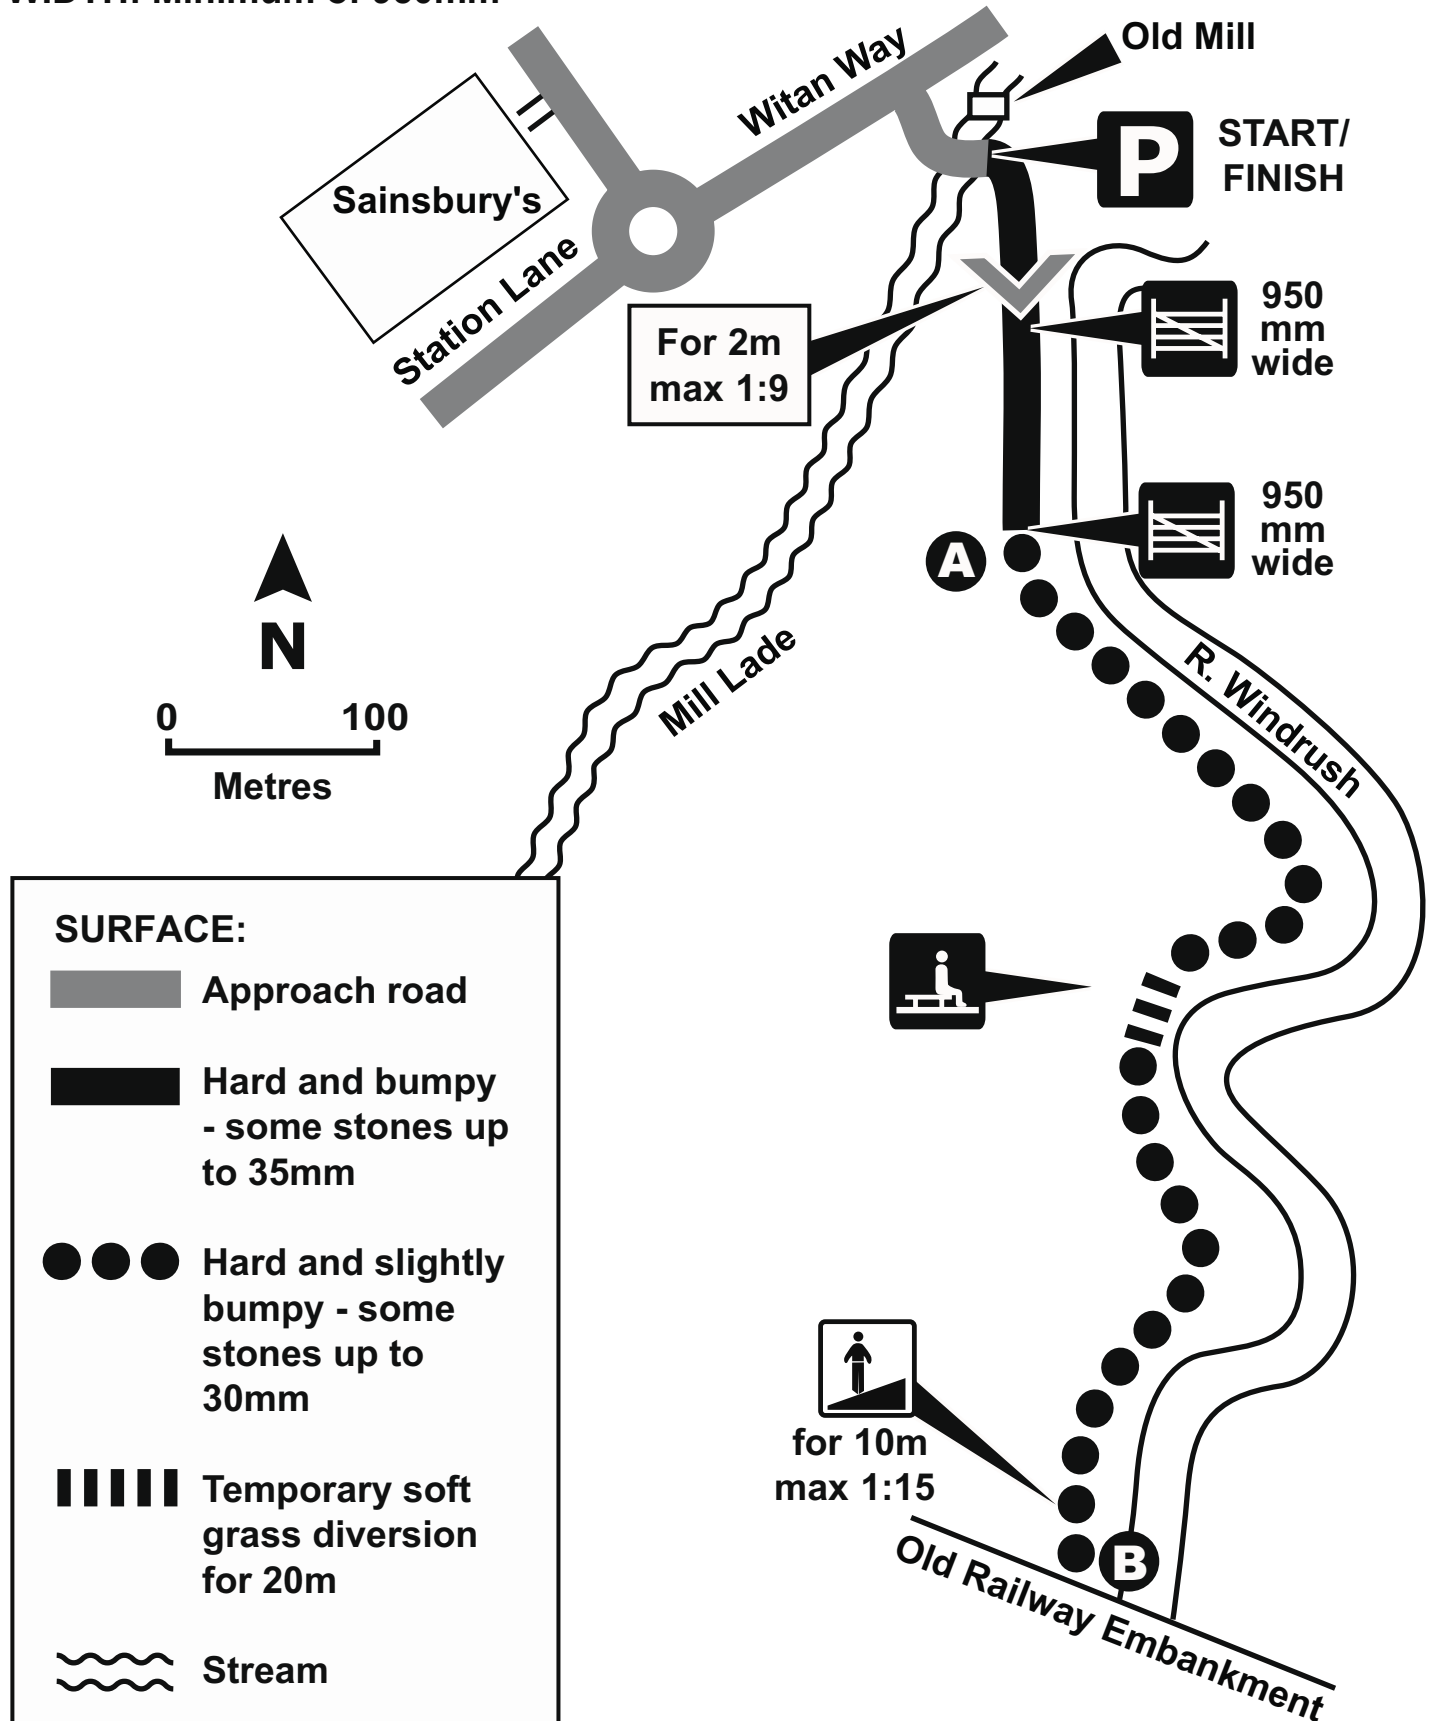 Old Mill
Witan Way
P
START/
FINISH
Sainsbury's
Station Lane
For 2m
max 1:9
950
mm
wide
950
mm
wide
A
N
0 100
Metres
Mill Lade
R. Windrush
SURFACE:
Approach road
Hard and bumpy
- some stones up
to 35mm
Hard and slightly
bumpy - some
stones up to
30mm
Temporary soft
grass diversion
for 20m
Stream
for 10m
max 1:15
B
Old Railway Embankment